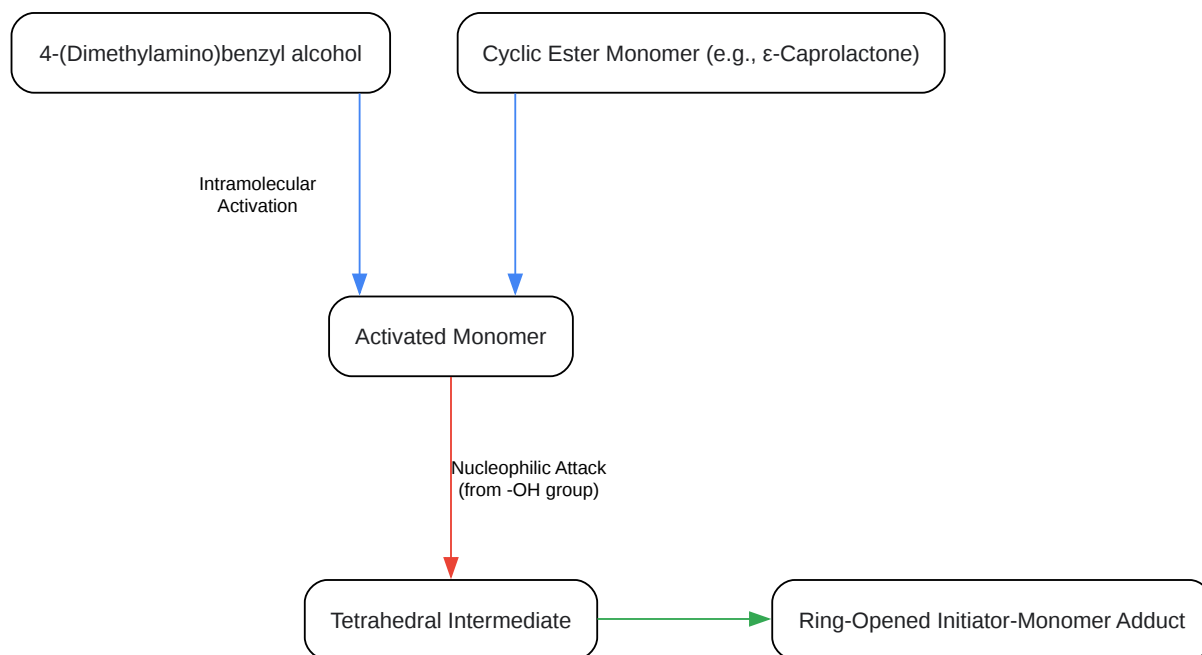 4-(Dimethylamino)benzyl alcohol
Cyclic Ester Monomer (e.g., ε-Caprolactone)
Intramolecular
Activation
Activated Monomer
Nucleophilic Attack
(from -OH group)
Tetrahedral Intermediate
Ring-Opened Initiator-Monomer Adduct